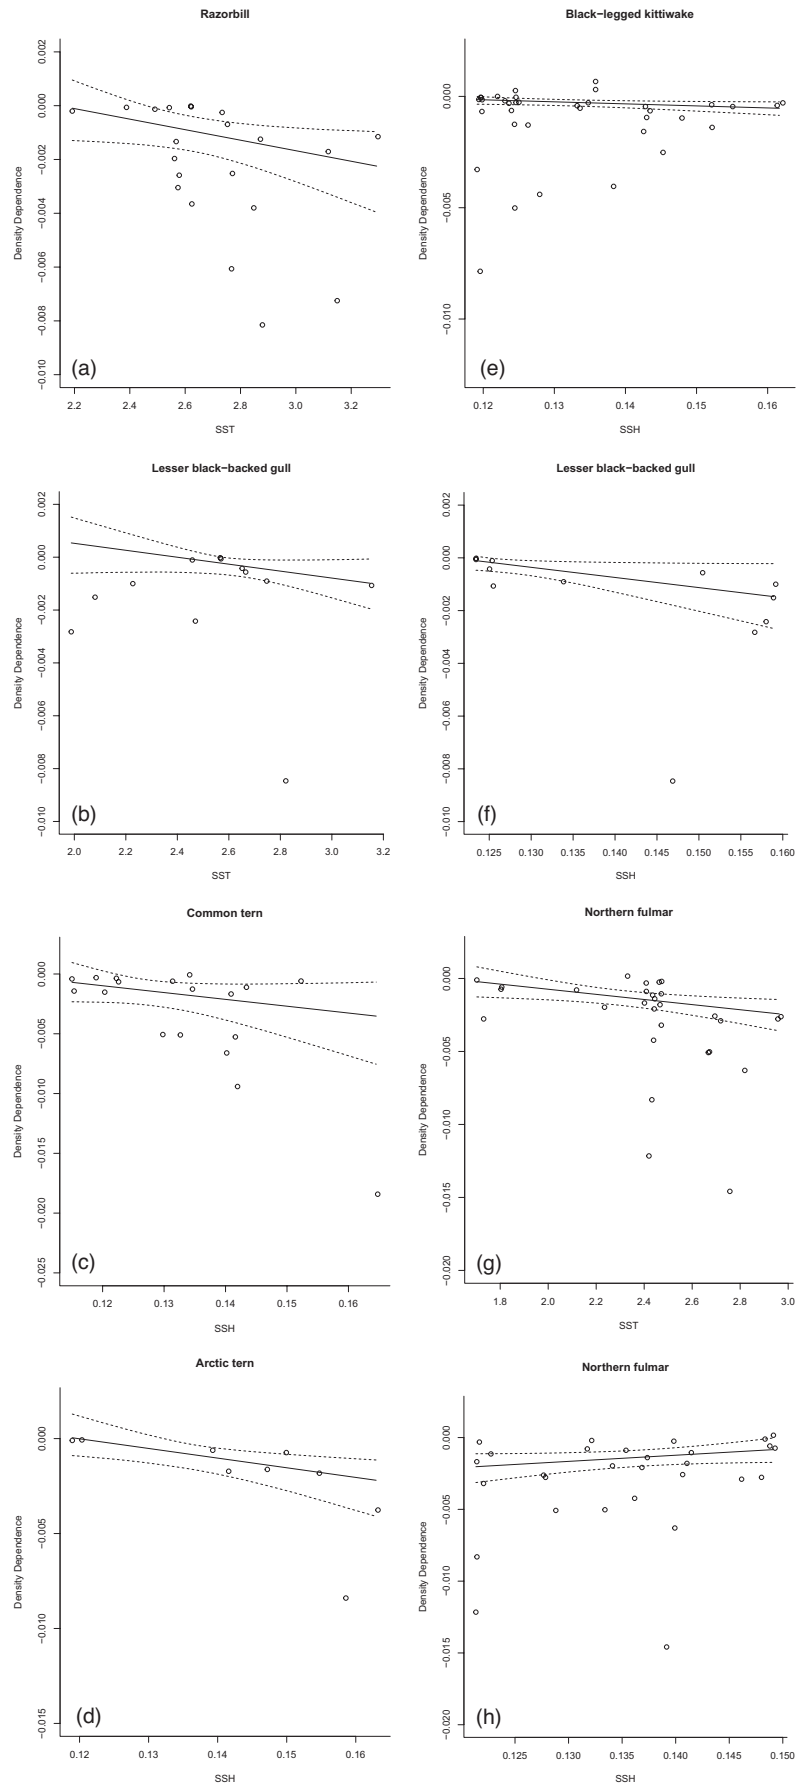 Razorbill
Density Dependence
0.002
0.000
−0.002
−0.004
−0.006
−0.008
−0.010
(a)
2.2 2.4 2.6 2.8 3.0 3.2
SST
Black−legged kittiwake
Density Dependence
0.000
−0.005
−0.010
(e)
0.12 0.13 0.14 0.15 0.16
SSH
Lesser black−backed gull
Density Dependence
0.002
0.000
−0.002
−0.004
−0.006
−0.008
−0.010
(b)
2.0 2.2 2.4 2.6 2.8 3.0 3.2
SST
Lesser black−backed gull
Density Dependence
0.002
0.000
−0.002
−0.004
−0.006
−0.008
−0.010
(f)
0.125 0.130 0.135 0.140 0.145 0.150 0.155 0.160
SSH
Common tern
Density Dependence
0.000
−0.005
−0.010
−0.015
−0.020
−0.025
(c)
0.12 0.13 0.14 0.15 0.16
SSH
Northern fulmar
Density Dependence
0.000
−0.005
−0.010
−0.015
−0.020
(g)
1.8 2.0 2.2 2.4 2.6 2.8 3.0
SST
Arctic tern
Density Dependence
0.000
−0.005
−0.010
−0.015
(d)
0.12 0.13 0.14 0.15 0.16
SSH
Northern fulmar
Density Dependence
0.000
−0.005
−0.010
−0.015
−0.020
(h)
0.125 0.130 0.135 0.140 0.145 0.150
SSH